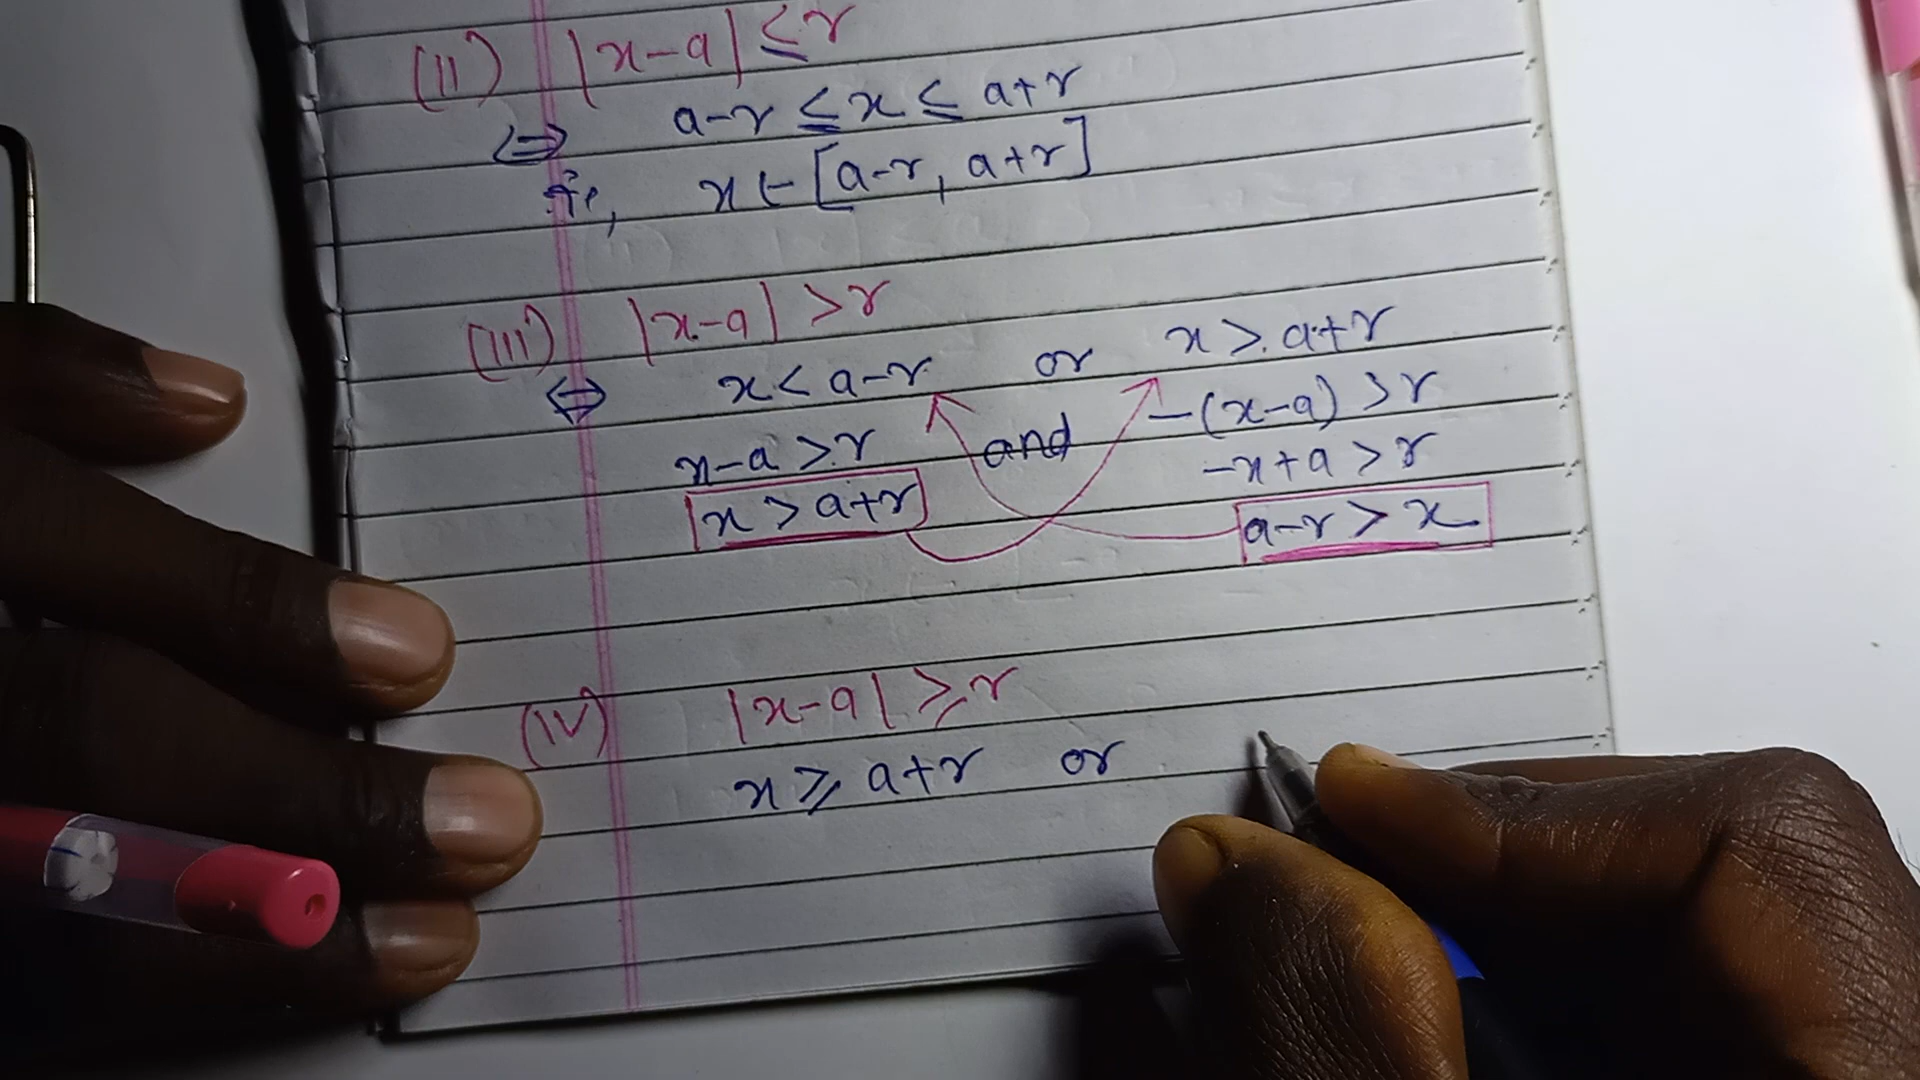 (II) |x-a| ≤ r
⇔ a-r ≤ x ≤ a+r
x ∈ [a-r, a+r]
(III) |x-a| > r
⇔ x < a-r or x > a+r
x-a > r and -(x-a) > r
-x+a > r
x > a+r a-r > x
(IV) |x-a| ≥ r
x ≥ a+r or